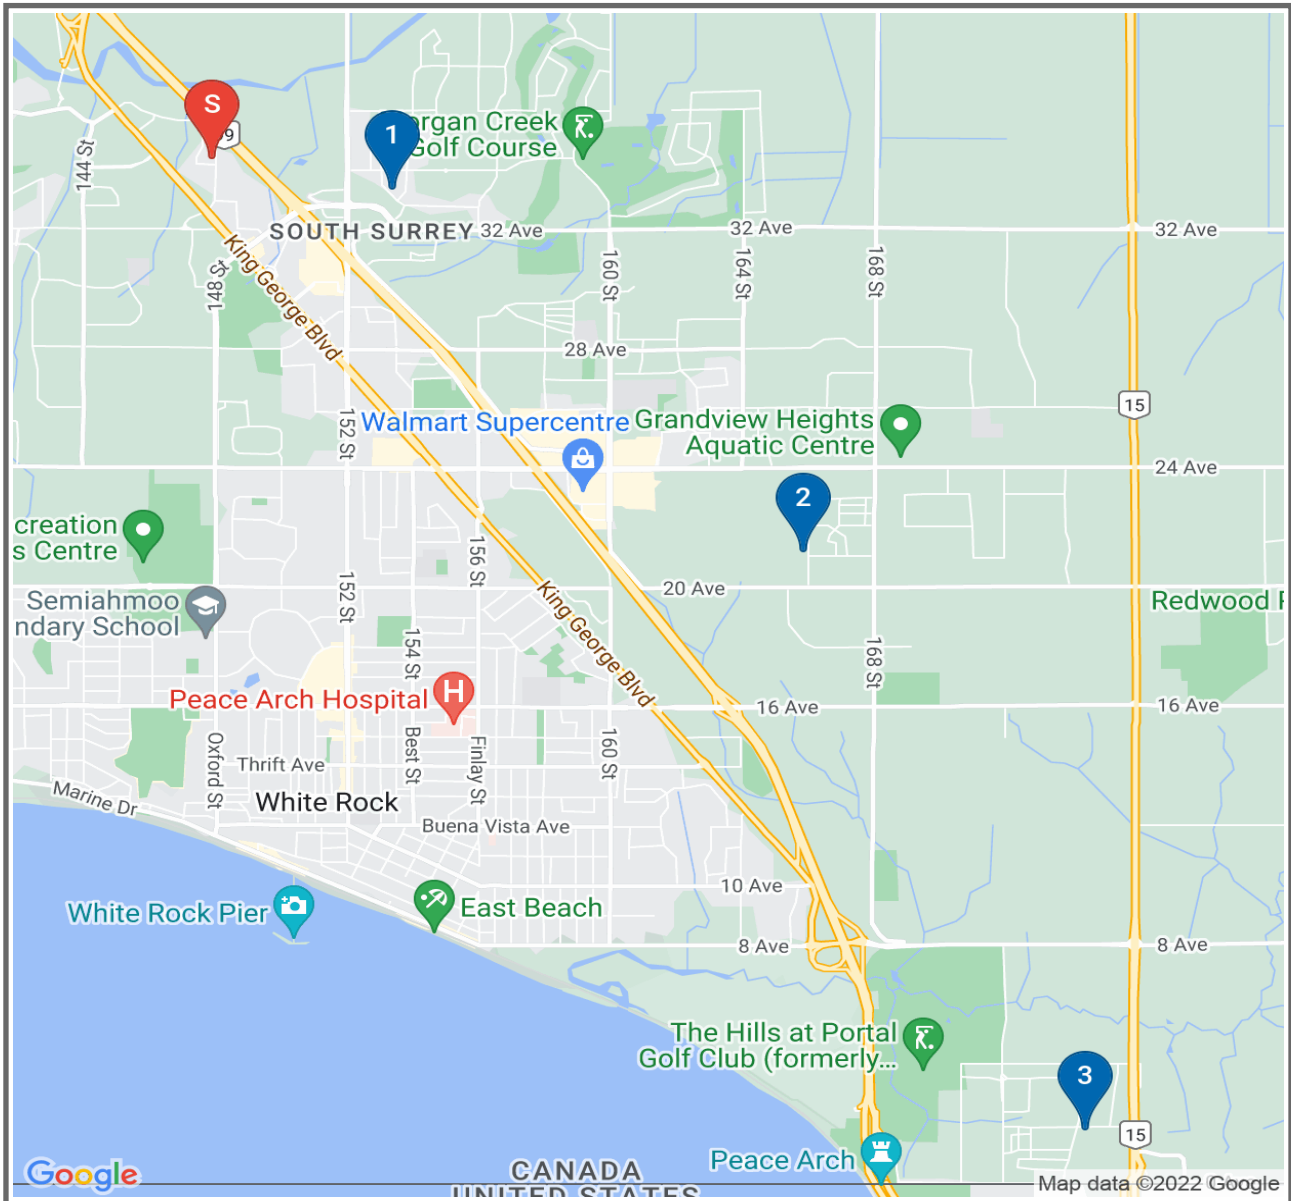 S
99
1
organ Creek
Golf Course
144 St
SOUTH SURREY
32 Ave
32 Ave
32 Ave
King George Blvd
148 St
160 St
164 St
168 St
28 Ave
15
152 St
Walmart Supercentre
Grandview Heights
Aquatic Centre
24 Ave
2
creation
s Centre
156 St
152 St
20 Ave
King George Blvd
Semiahmoo
ndary School
Redwood
154 St
168 St
Peace Arch Hospital
H
16 Ave
16 Ave
Oxford St
Best St
Finlay St
160 St
Thrift Ave
Marine Dr
White Rock
Buena Vista Ave
10 Ave
White Rock Pier
East Beach
8 Ave
8 Ave
The Hills at Portal
Golf Club (formerly...
3
15
Peace Arch
Google
CANADA
UNITED STATES
Map data ©2022 Google